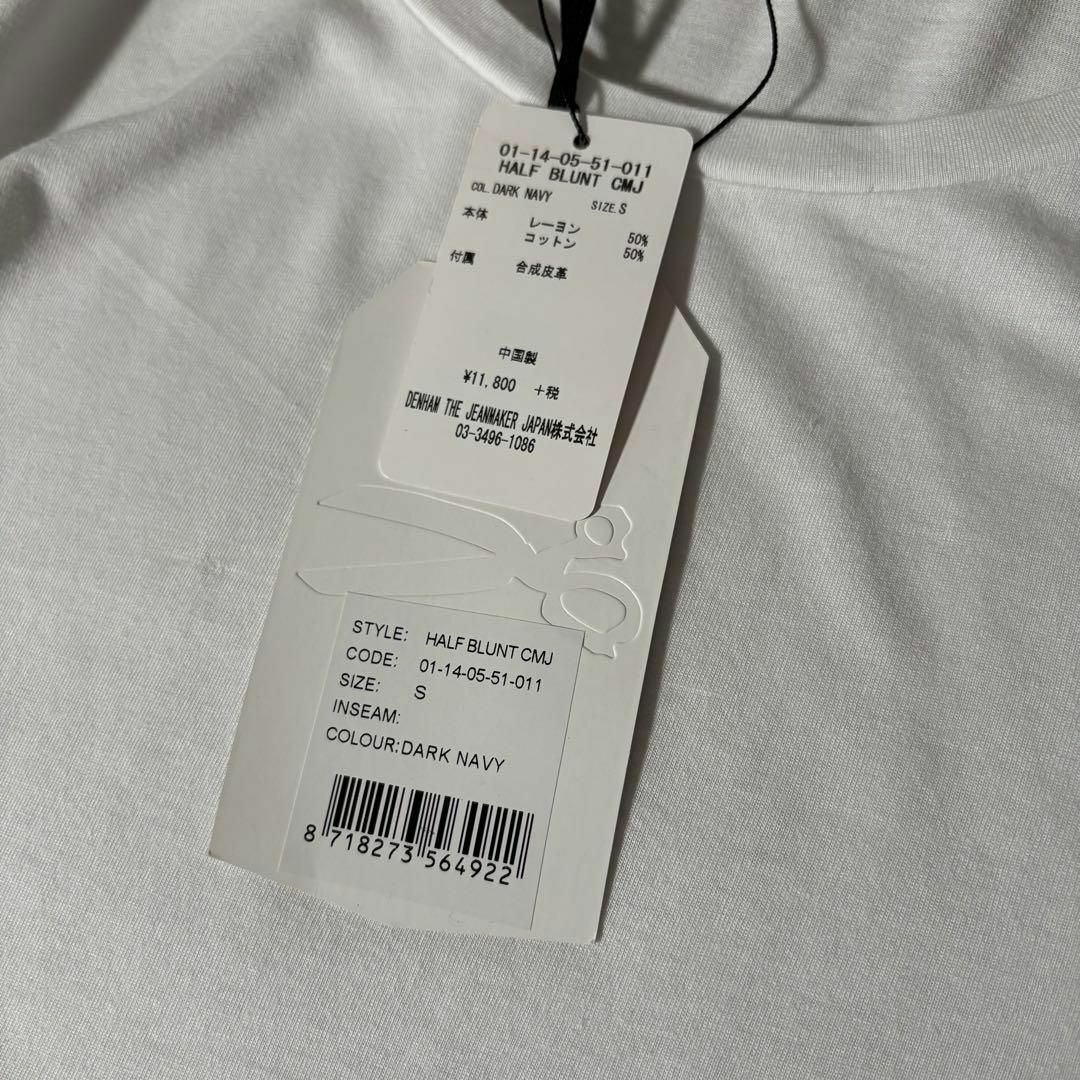 01-14-05-51-011
HALF BLUNT CMJ
COL. DARK NAVY SIZE. S
本体 レーヨン 50%
コットン 50%
付属 合成皮革
中国製
¥11,800 +税
DENHAM THE JEANMAKER JAPAN株式会社
03-3496-1086
STYLE: HALF BLUNT CMJ
CODE: 01-14-05-51-011
SIZE: S
INSEAM:
COLOUR:DARK NAVY
8 718273 564922